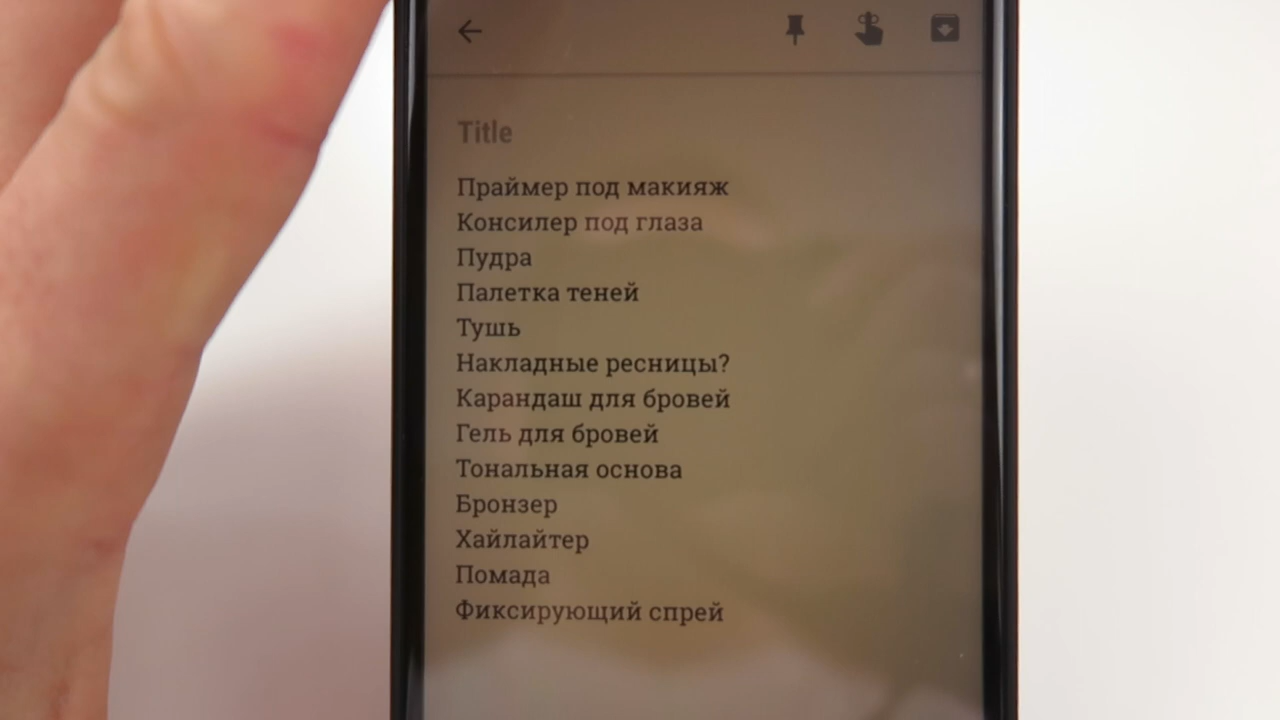 Title
Праймер под макияж
Консилер под глаза
Пудра
Палетка теней
Тушь
Накладные ресницы?
Карандаш для бровей
Гель для бровей
Тональная основа
Бронзер
Хайлайтер
Помада
Фиксирующий спрей